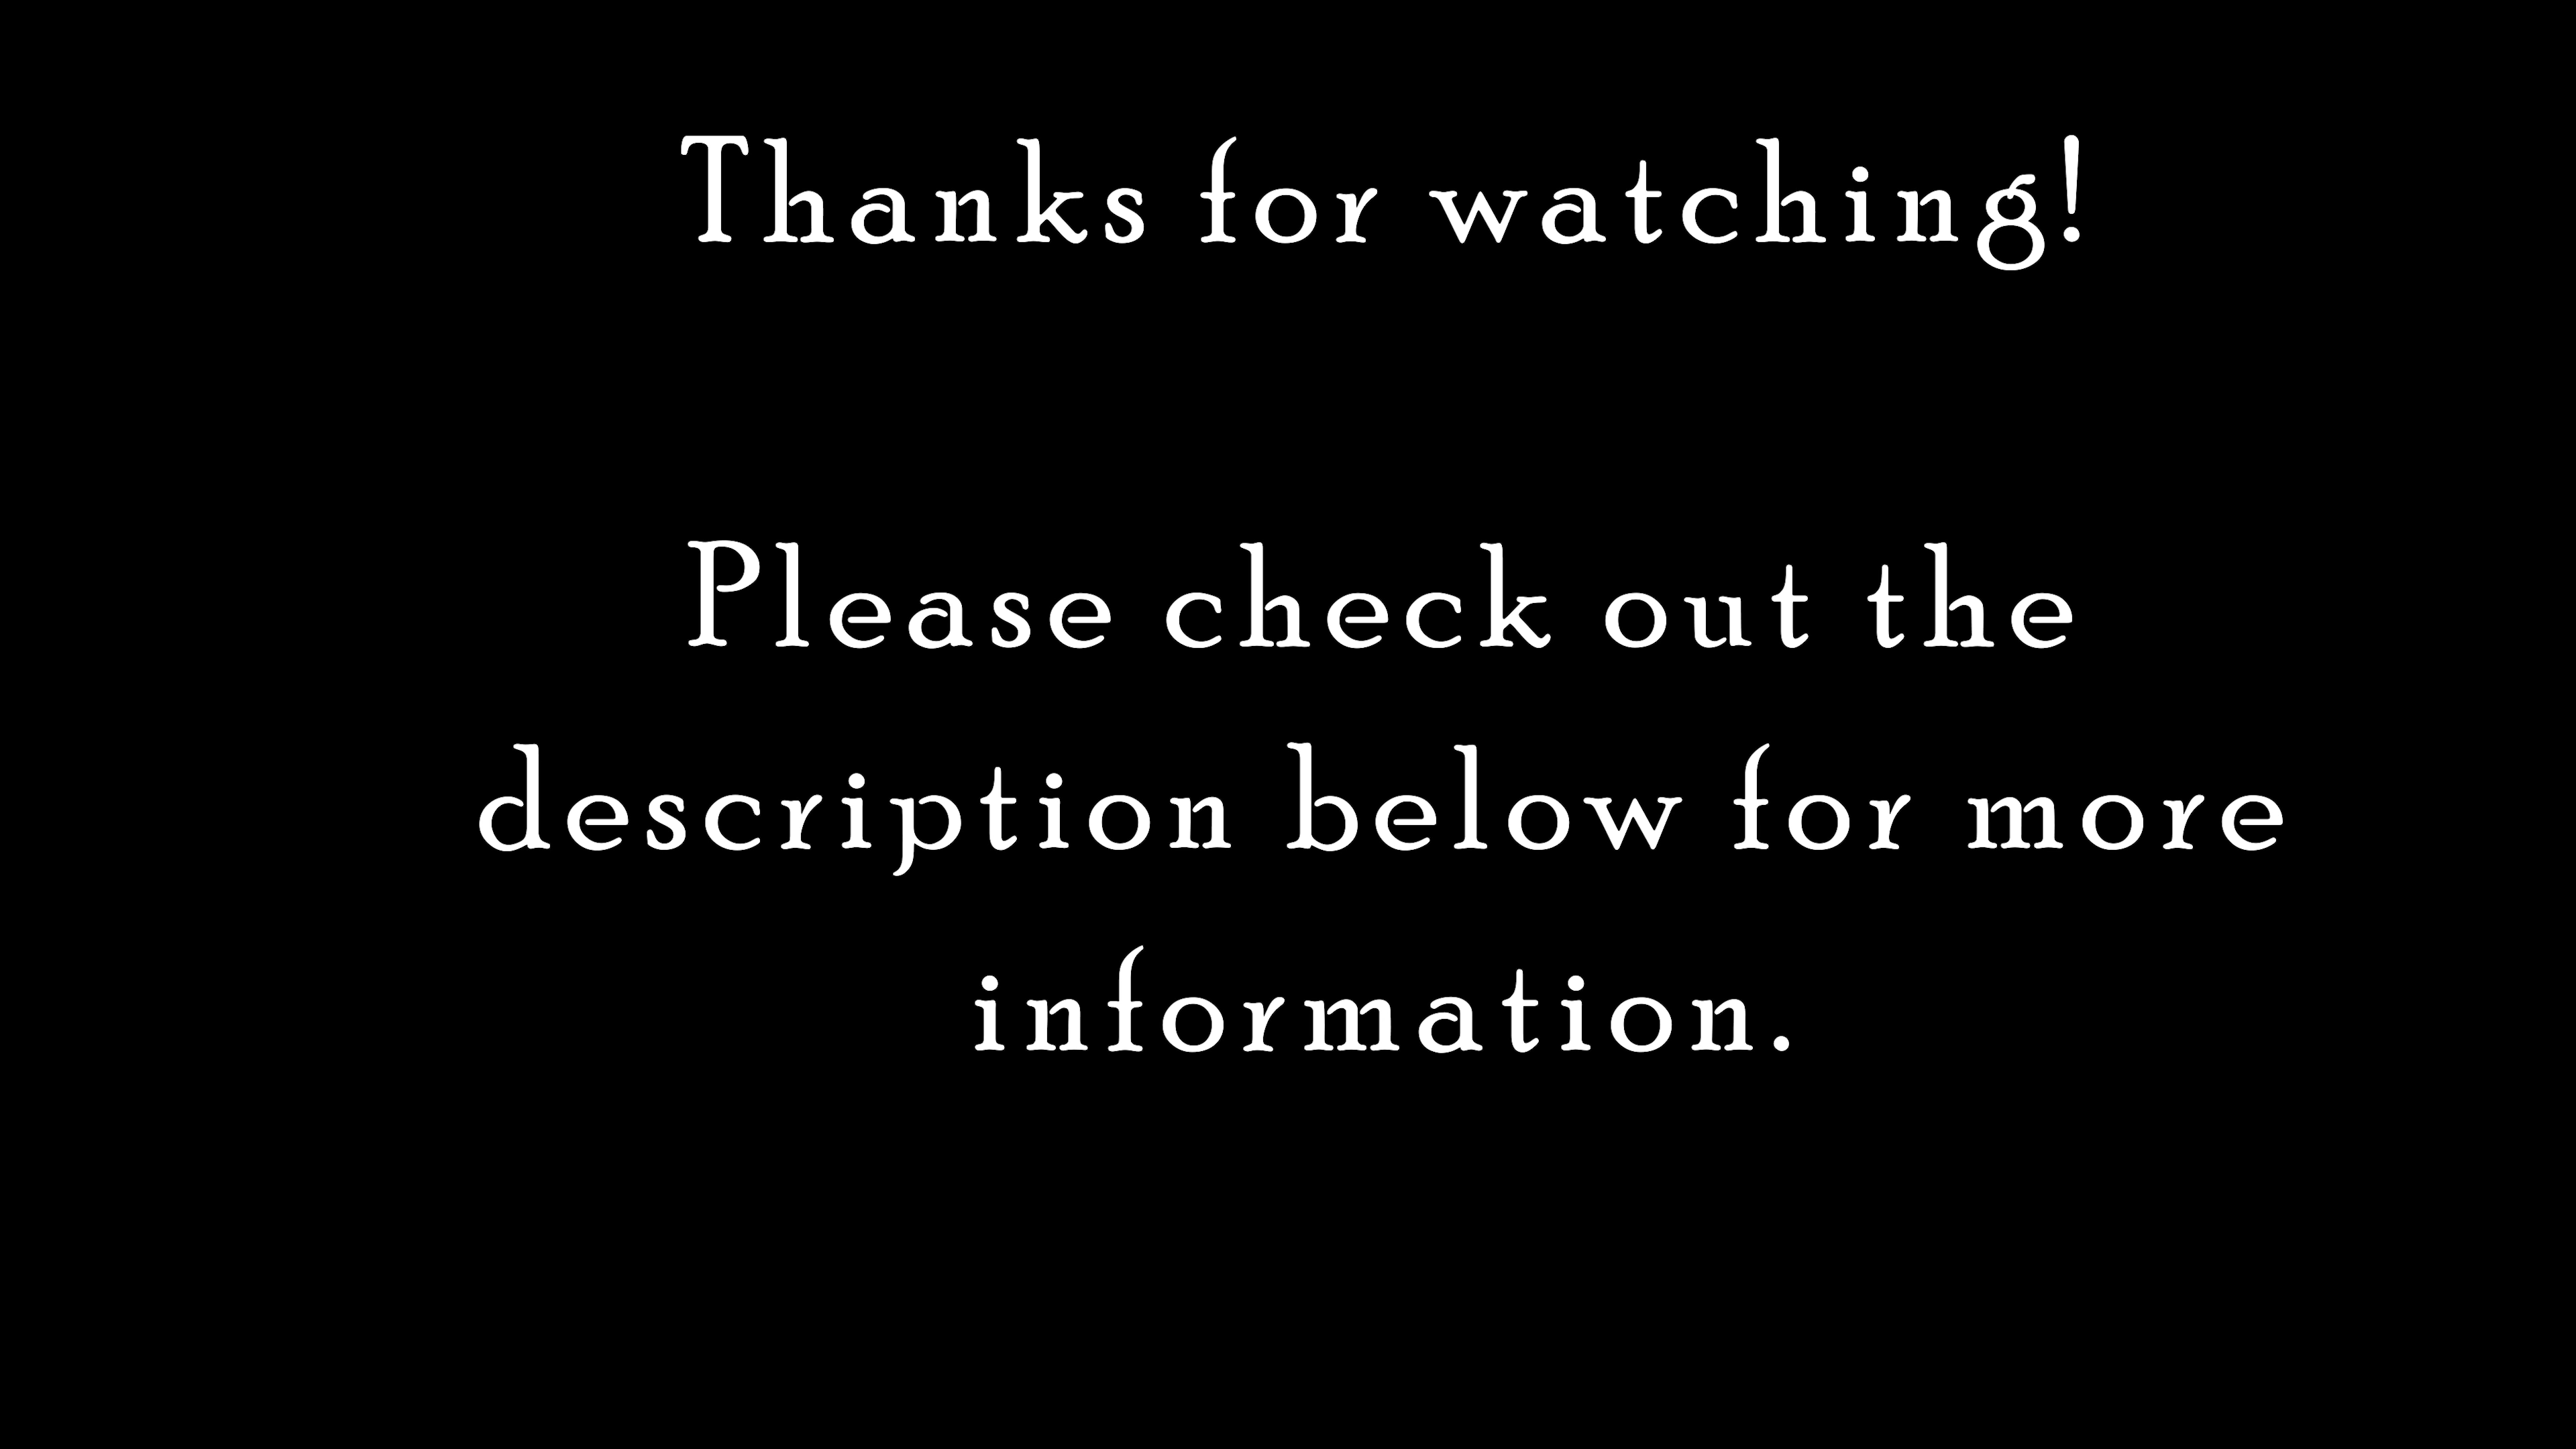 Thanks for watching!
Please check out the
description below for more
information.